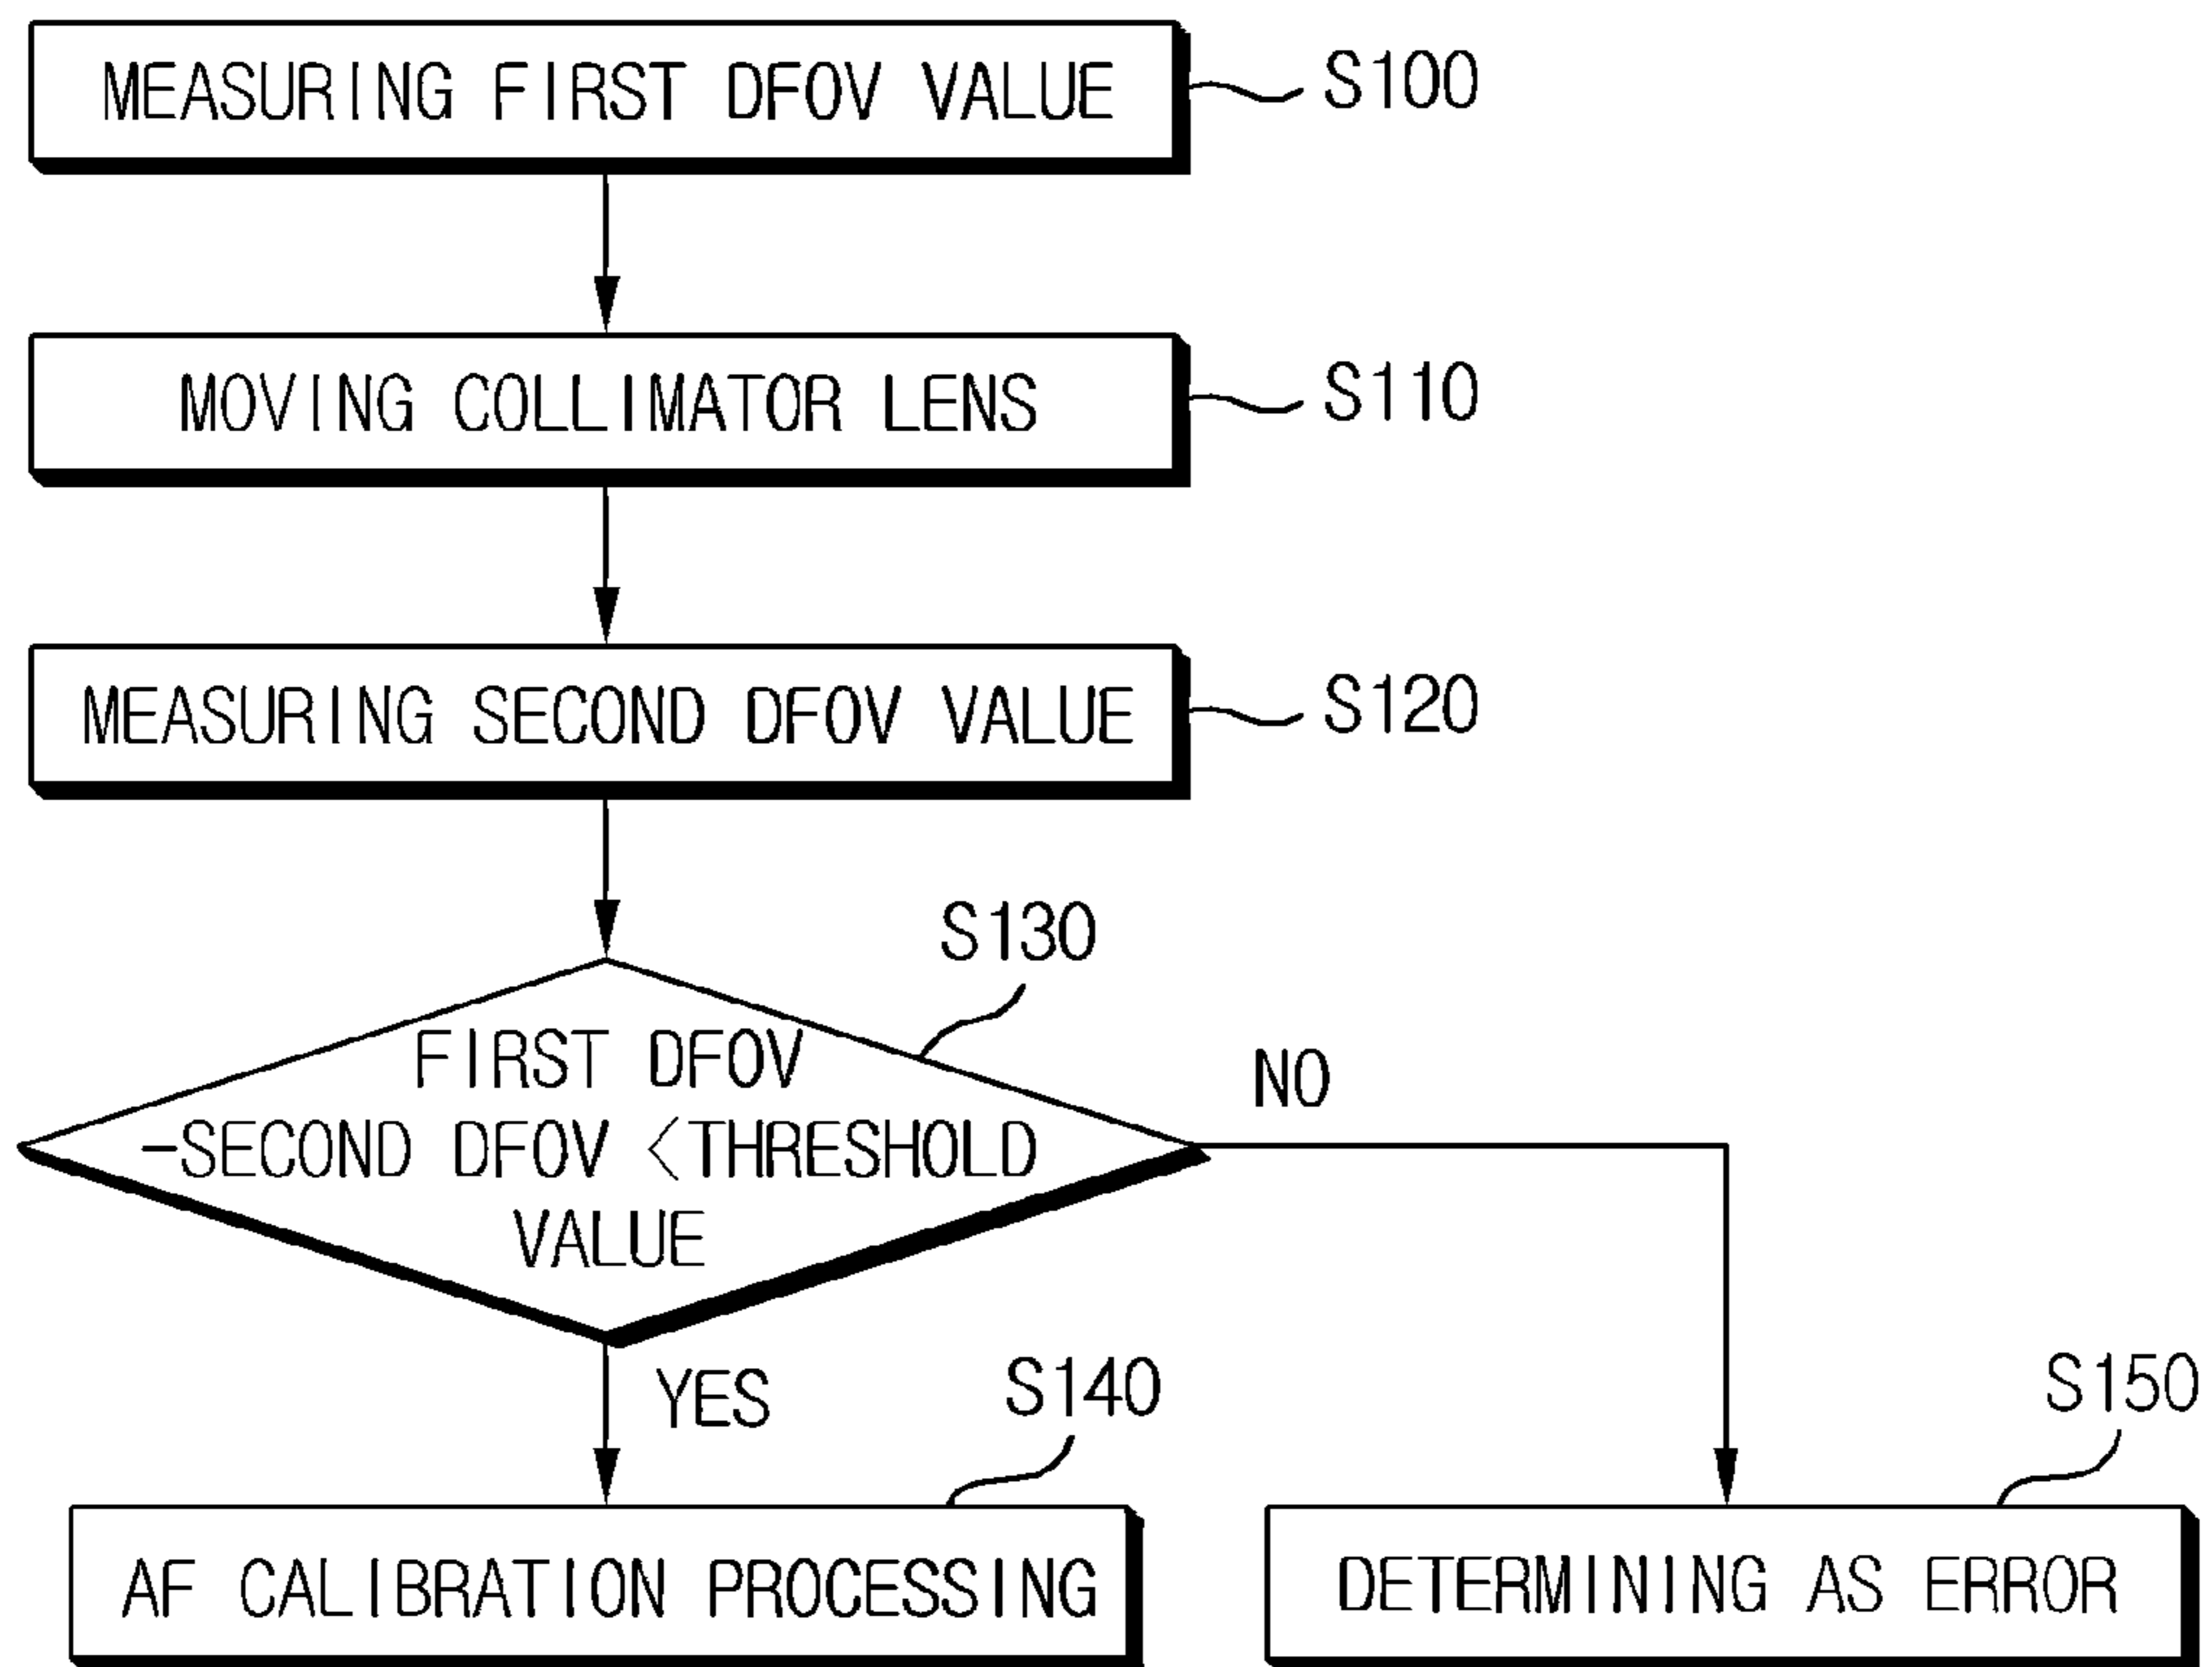 MEASURING FIRST DFOV VALUE
S100
MOVING COLLIMATOR LENS
S110
MEASURING SECOND DFOV VALUE
S120
S130
FIRST DFOV
-SECOND DFOV <THRESHOLD
VALUE
NO
YES
S140
S150
AF CALIBRATION PROCESSING
DETERMINING AS ERROR